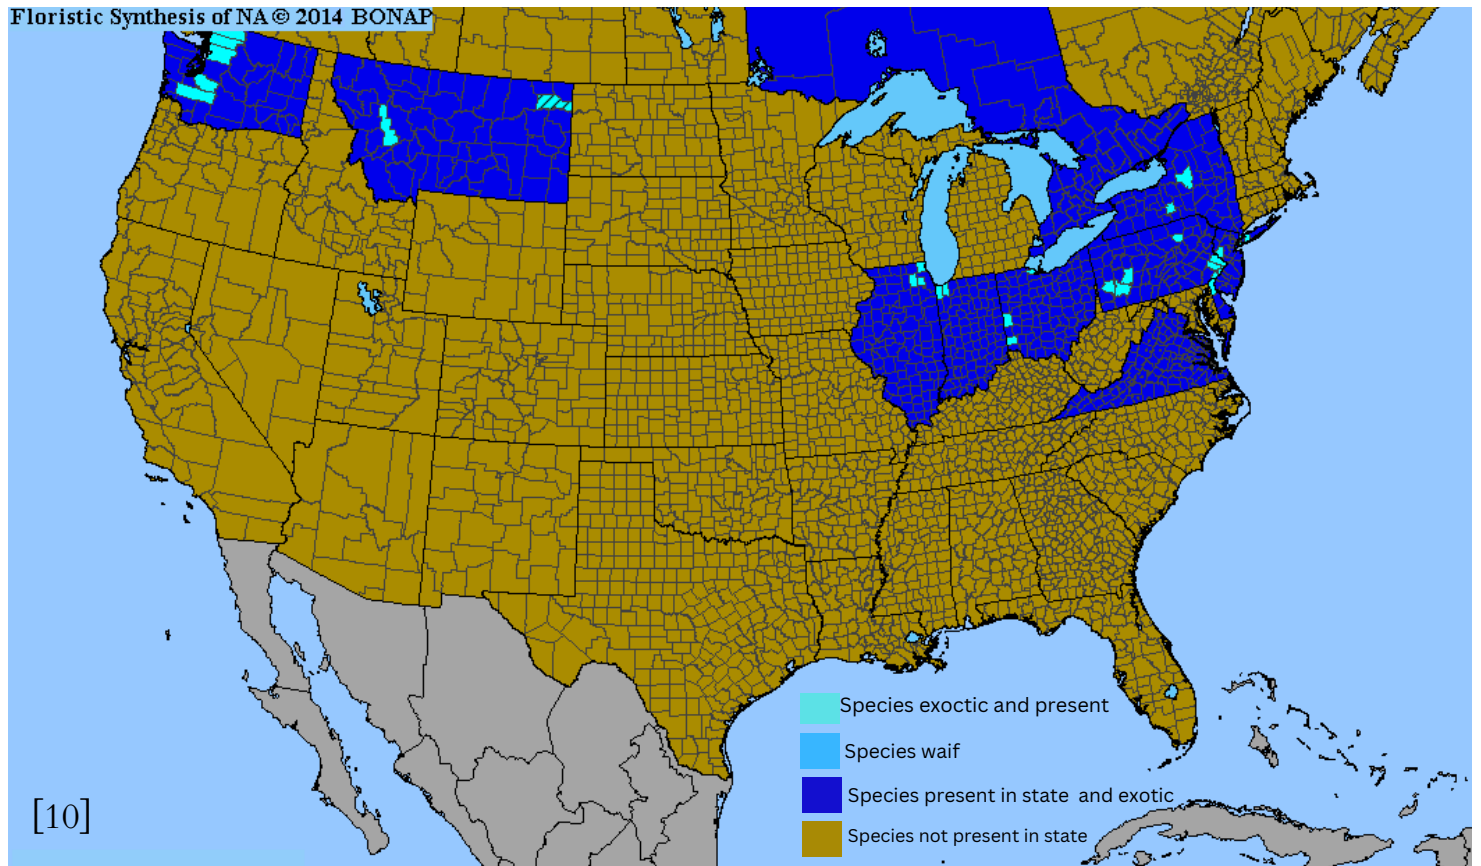 Floristic Synthesis of NA © 2014 BONAP
Species exoctic and present
Species waif
Species present in state and exotic
Species not present in state
[10]